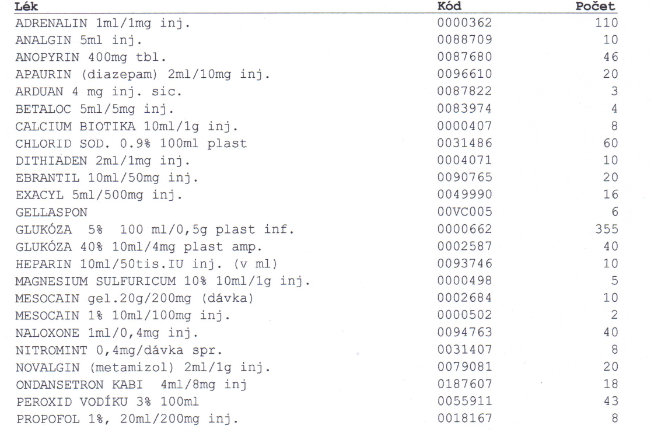 Lék Kód Počet
ADRENALIN 1ml/1mg inj. 0000362 110
ANALGIN 5ml inj. 0088709 10
ANOPYRIN 400mg tbl. 0087680 46
APAURIN (diazepam) 2ml/10mg inj. 0096610 20
ARDUAN 4 mg inj. sic. 0087822 3
BETALOC 5ml/5mg inj. 0083974 4
CALCIUM BIOTIKA 10ml/1g inj. 0000407 8
CHLORID SOD. 0.9% 100ml plast 0031486 60
DITHIADEN 2ml/1mg inj. 0004071 10
EBRANTIL 10ml/50mg inj. 0090765 20
EXACYL 5ml/500mg inj. 0049990 16
GELLASPON 00VC005 6
GLUKÓZA 5% 100 ml/0,5g plast inf. 0000662 355
GLUKÓZA 40% 10ml/4mg plast amp. 0002587 40
HEPARIN 10ml/50tis.IU inj. (v ml) 0093746 10
MAGNESIUM SULFURICUM 10% 10ml/1g inj. 0000498 5
MESOCAIN gel.20g/200mg (dávka) 0002684 10
MESOCAIN 1% 10ml/100mg inj. 0000502 2
NALOXONE 1ml/0,4mg inj. 0094763 40
NITROMINT 0,4mg/dávka spr. 0031407 8
NOVALGIN (metamizol) 2ml/1g inj. 0079081 20
ONDANSETRON KABI 4ml/8mg inj 0187607 18
PEROXID VODÍKU 3% 100ml 0055911 43
PROPOFOL 1%, 20ml/200mg inj. 0018167 8